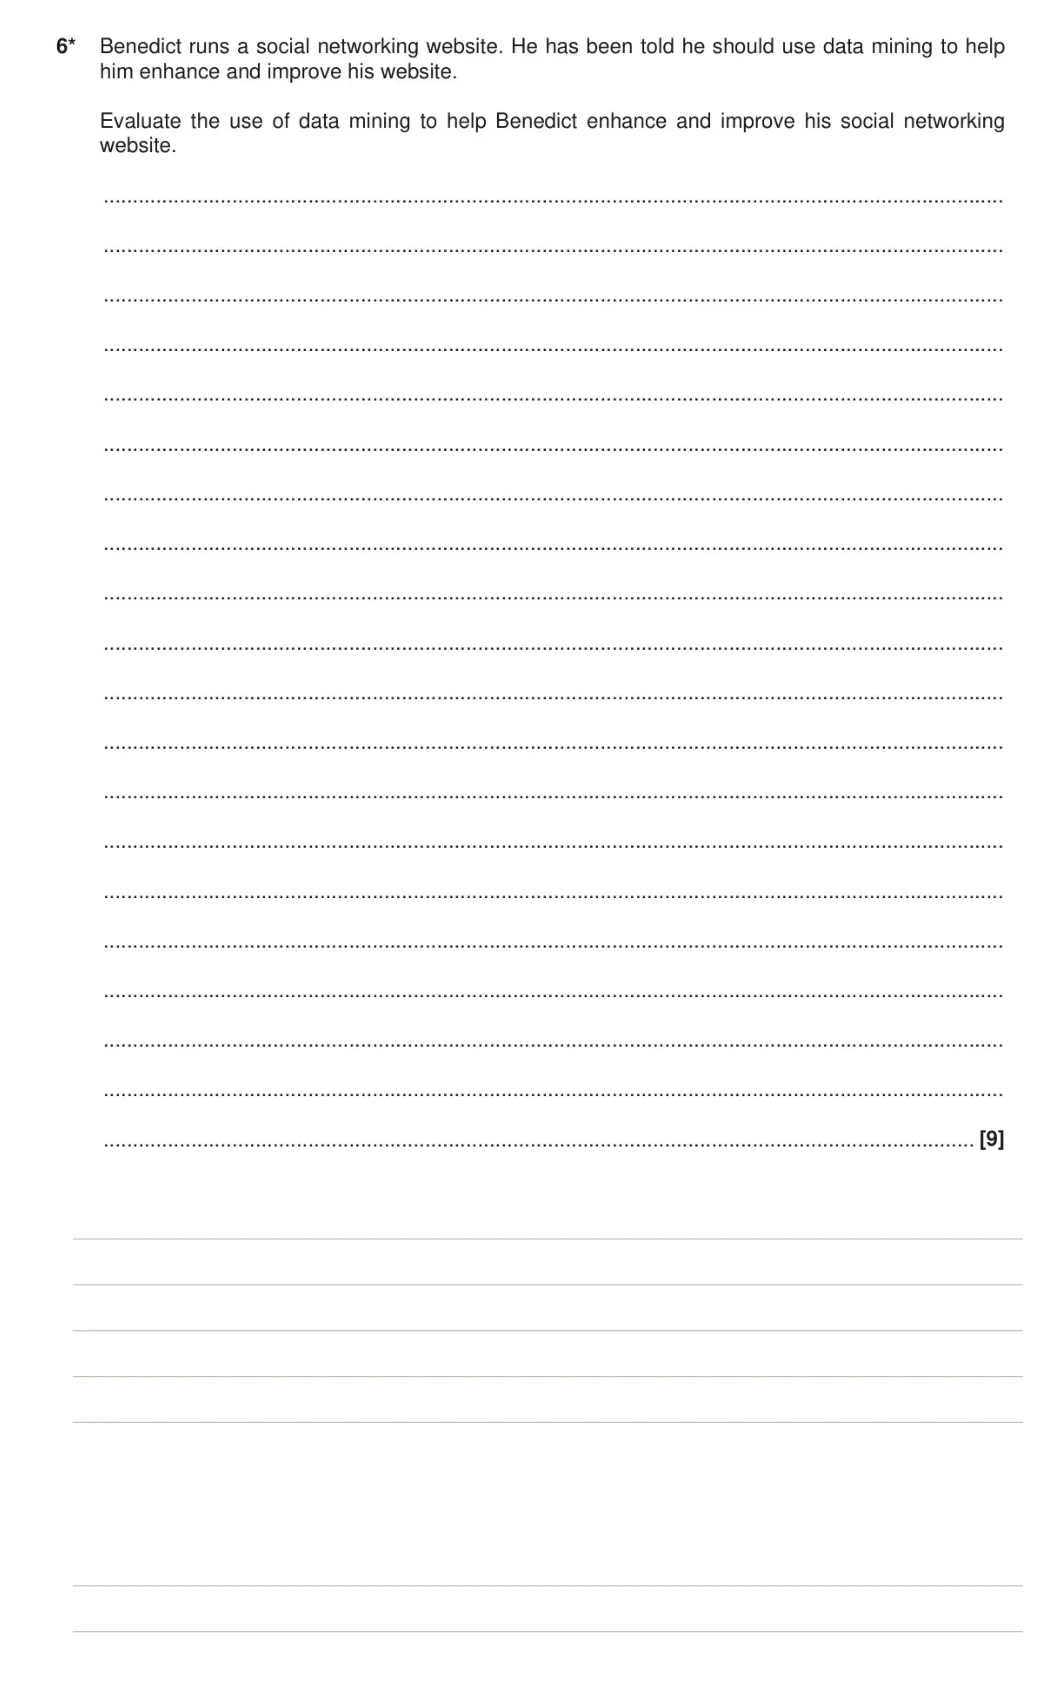 6* Benedict runs a social networking website. He has been told he should use data mining to help
him enhance and improve his website.
Evaluate the use of data mining to help Benedict enhance and improve his social networking
website.
[9]